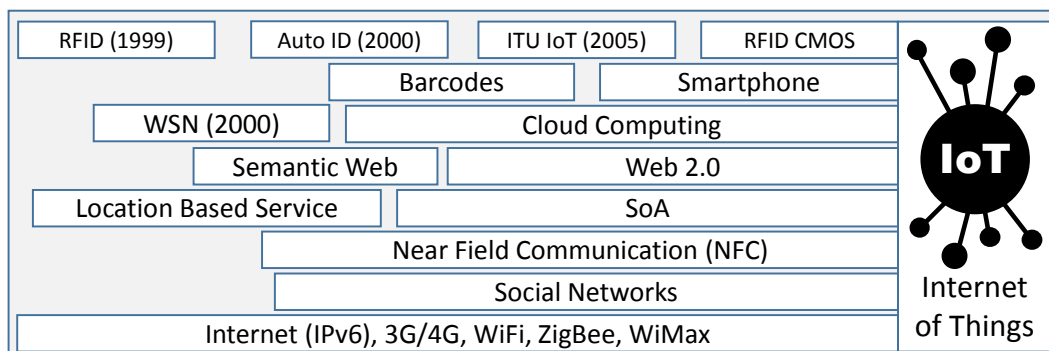 RFID (1999) Auto ID (2000) ITU IoT (2005) RFID CMOS
Barcodes Smartphone
WSN (2000) Cloud Computing
Semantic Web Web 2.0
Location Based Service SoA
Near Field Communication (NFC)
Social Networks
Internet (IPv6), 3G/4G, WiFi, ZigBee, WiMax
IoT
Internet
of Things